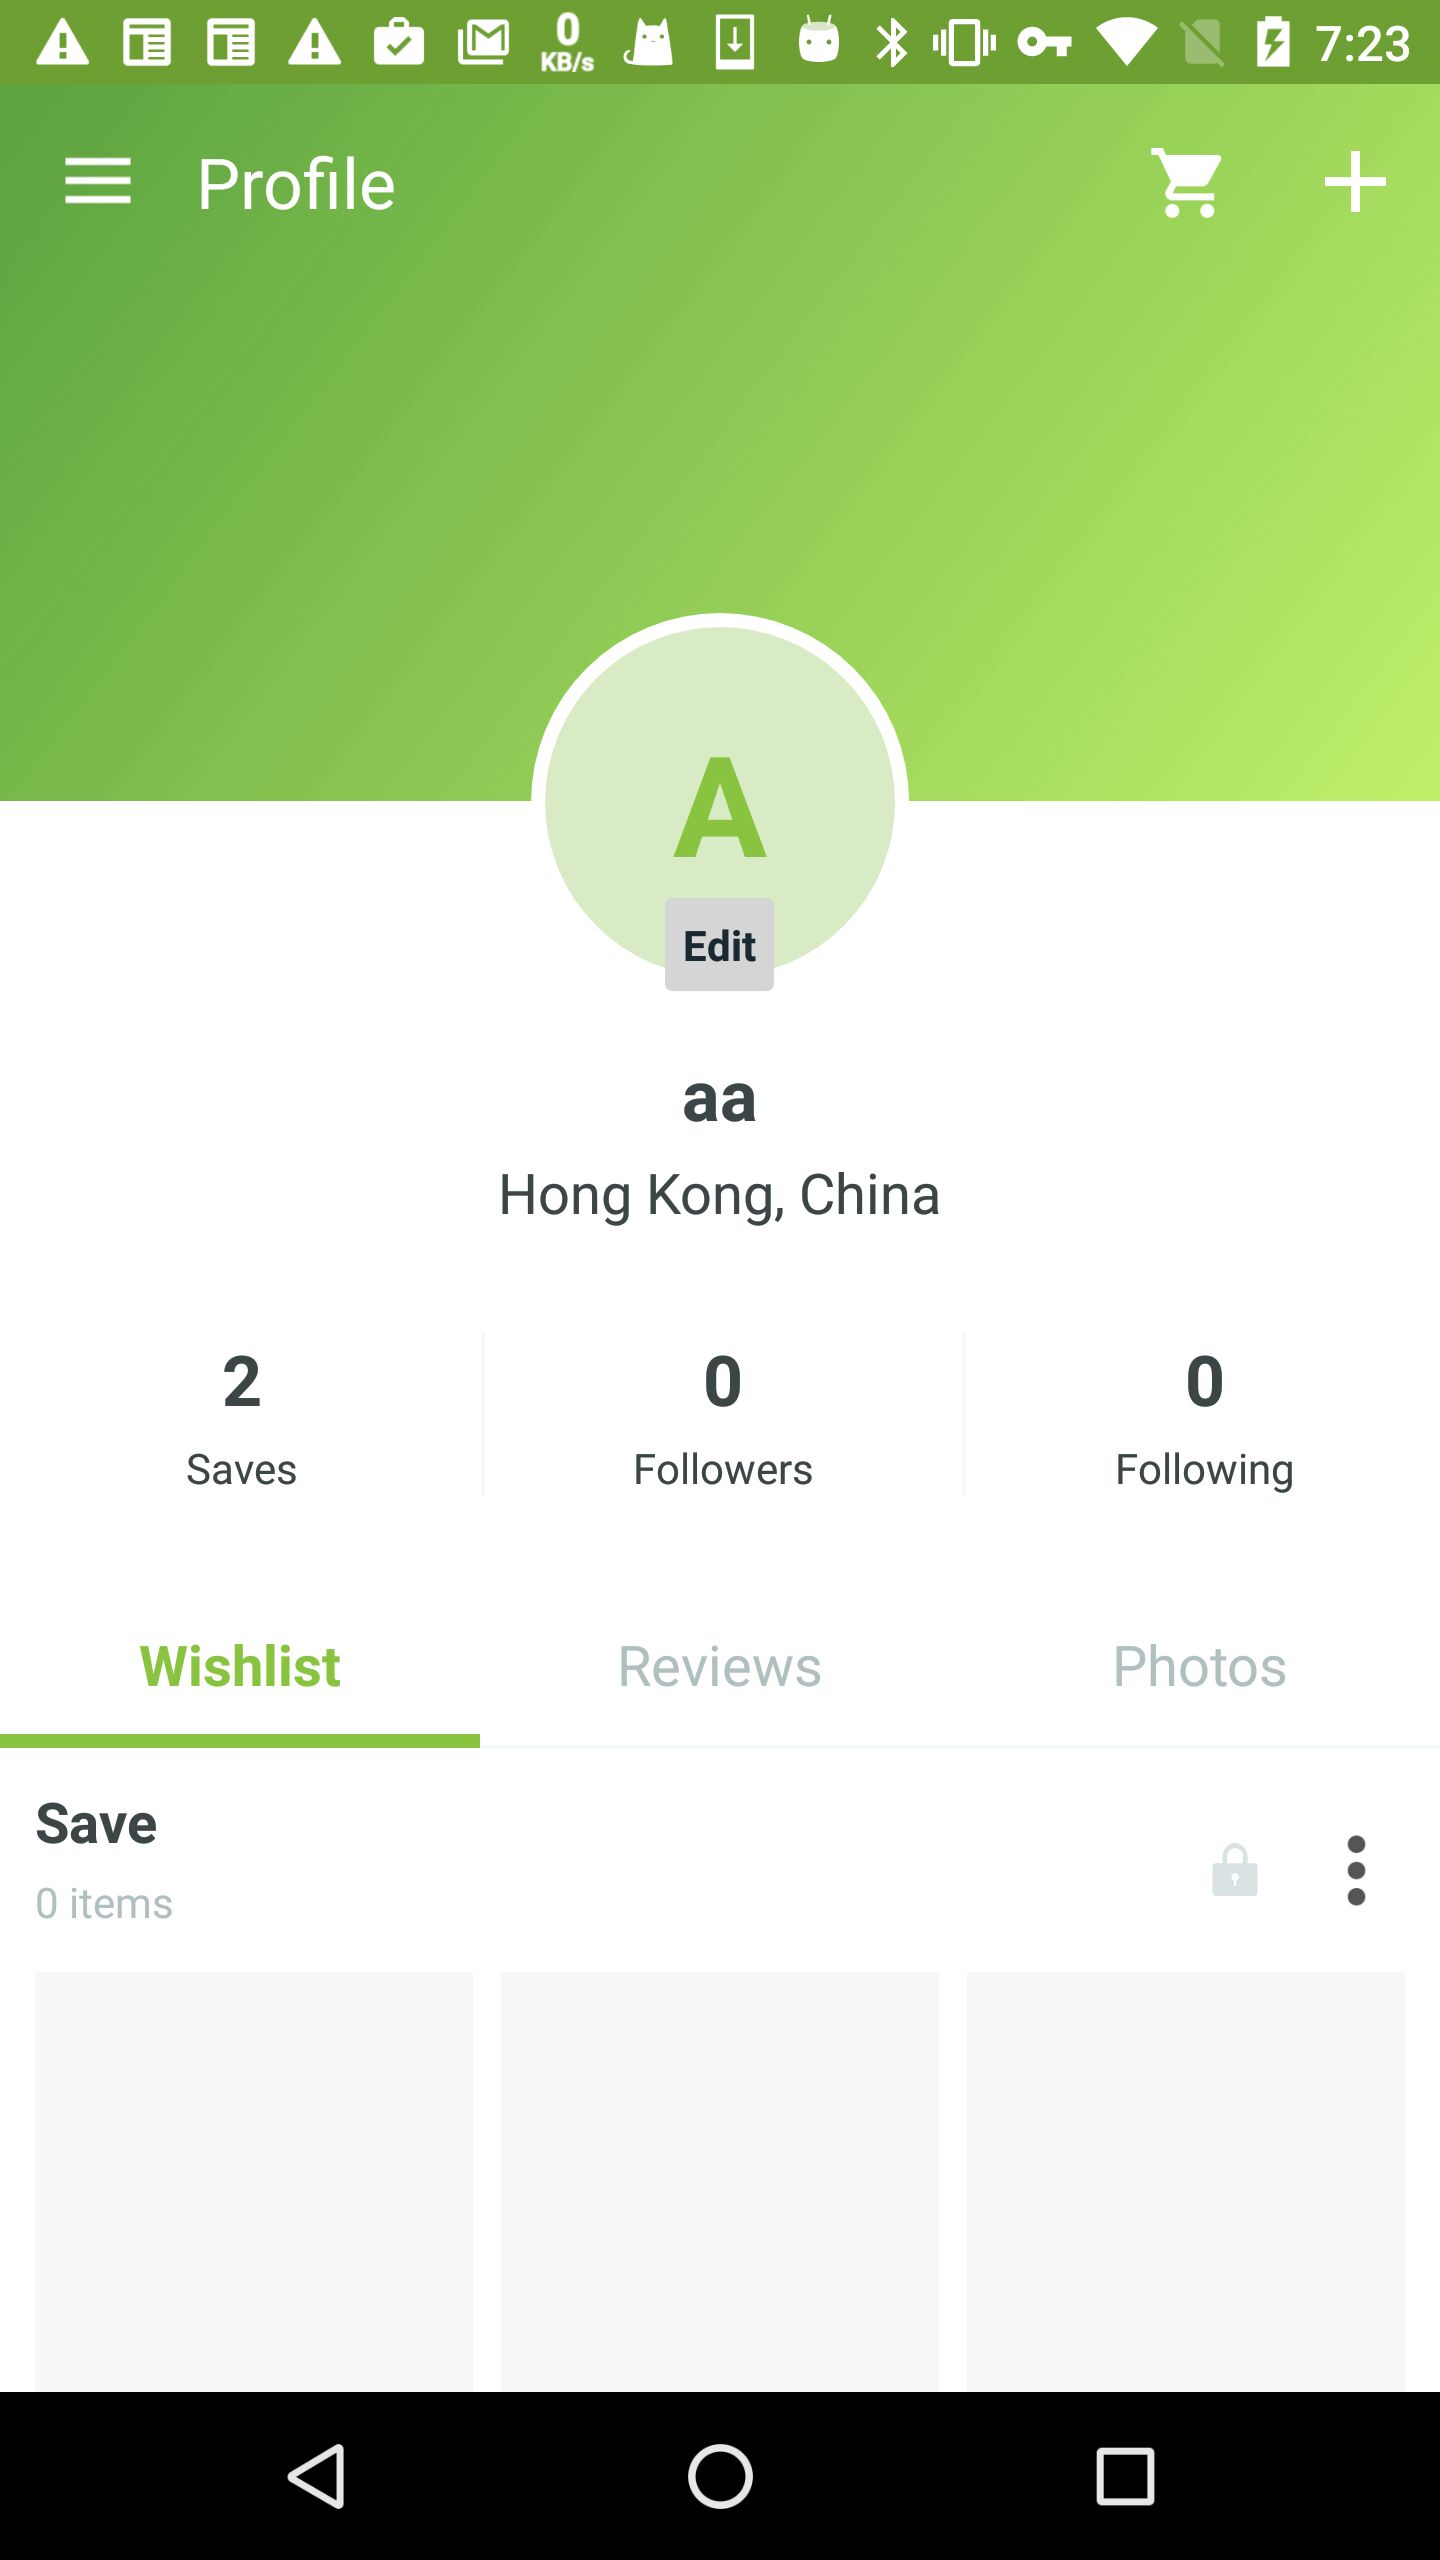 0
KB/s
7:23
Profile
A
Edit
aa
Hong Kong, China
2
0
0
Saves
Followers
Following
Wishlist
Reviews
Photos
Save
0 items